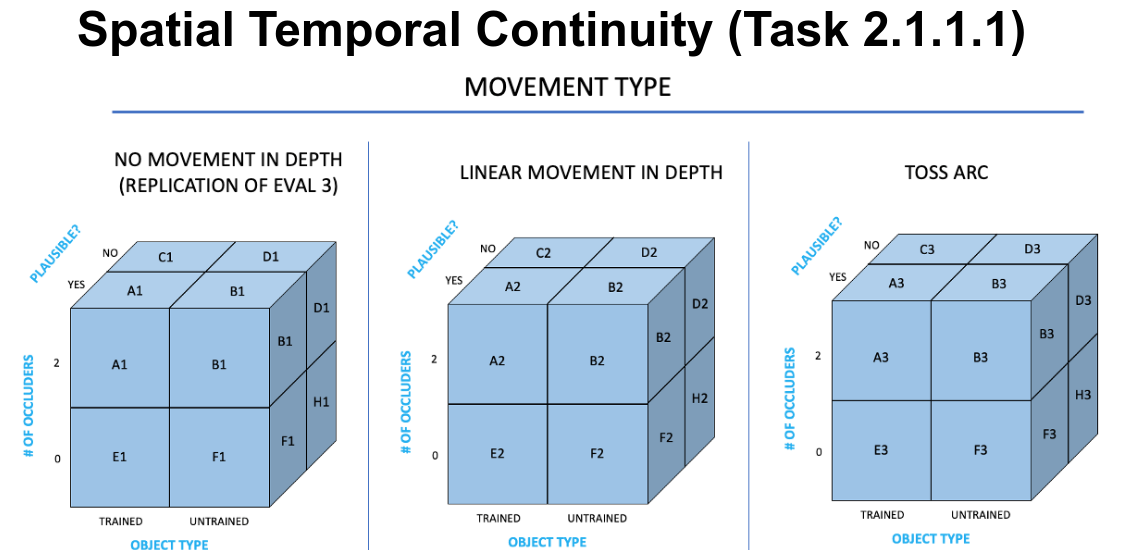 Spatial Temporal Continuity (Task 2.1.1.1)
MOVEMENT TYPE
NO MOVEMENT IN DEPTH
(REPLICATION OF EVAL 3)
PLAUSIBLE?
NO
YES
C1
D1
A1
B1
D1
B1
# OF OCCLUDERS
2
A1
B1
H1
0
E1
F1
F1
TRAINED
UNTRAINED
OBJECT TYPE
LINEAR MOVEMENT IN DEPTH
PLAUSIBLE?
NO
YES
C2
D2
A2
B2
D2
B2
# OF OCCLUDERS
2
A2
B2
H2
0
E2
F2
F2
TRAINED
UNTRAINED
OBJECT TYPE
TOSS ARC
PLAUSIBLE?
NO
YES
C3
D3
A3
B3
D3
B3
# OF OCCLUDERS
2
A3
B3
H3
0
E3
F3
F3
TRAINED
UNTRAINED
OBJECT TYPE